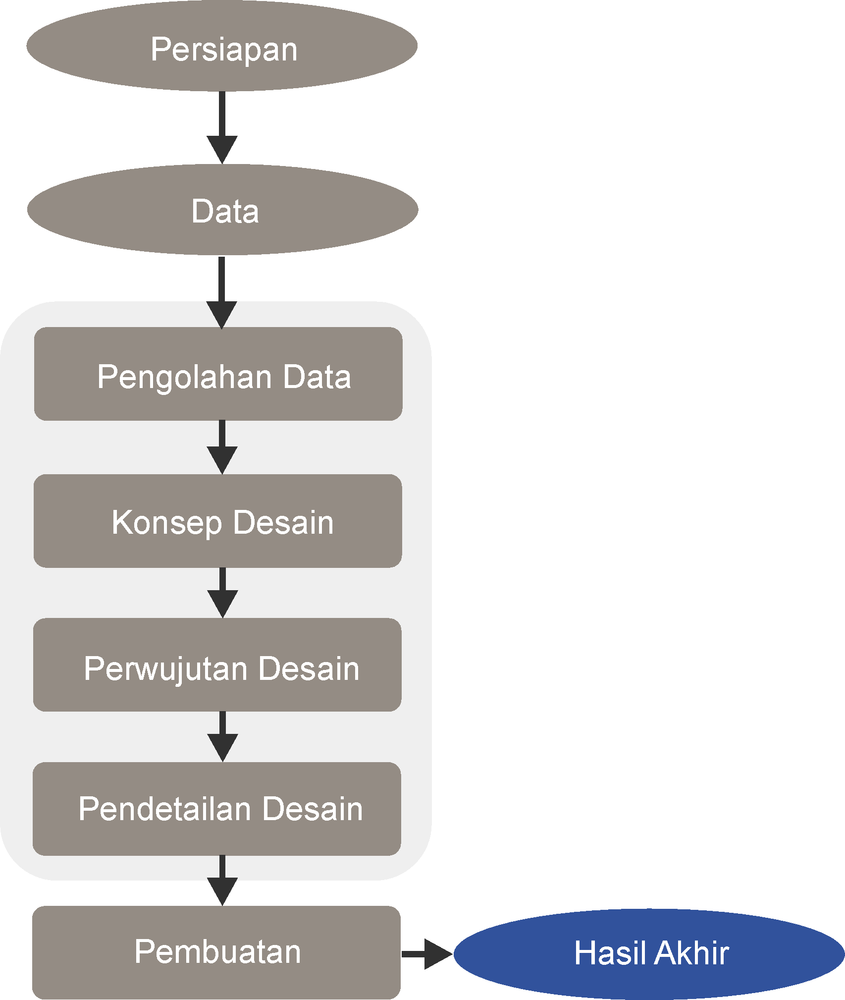 Persiapan
Data
Pengolahan Data
Konsep Desain
Perwujutan Desain
Pendetailan Desain
Pembuatan
Hasil Akhir